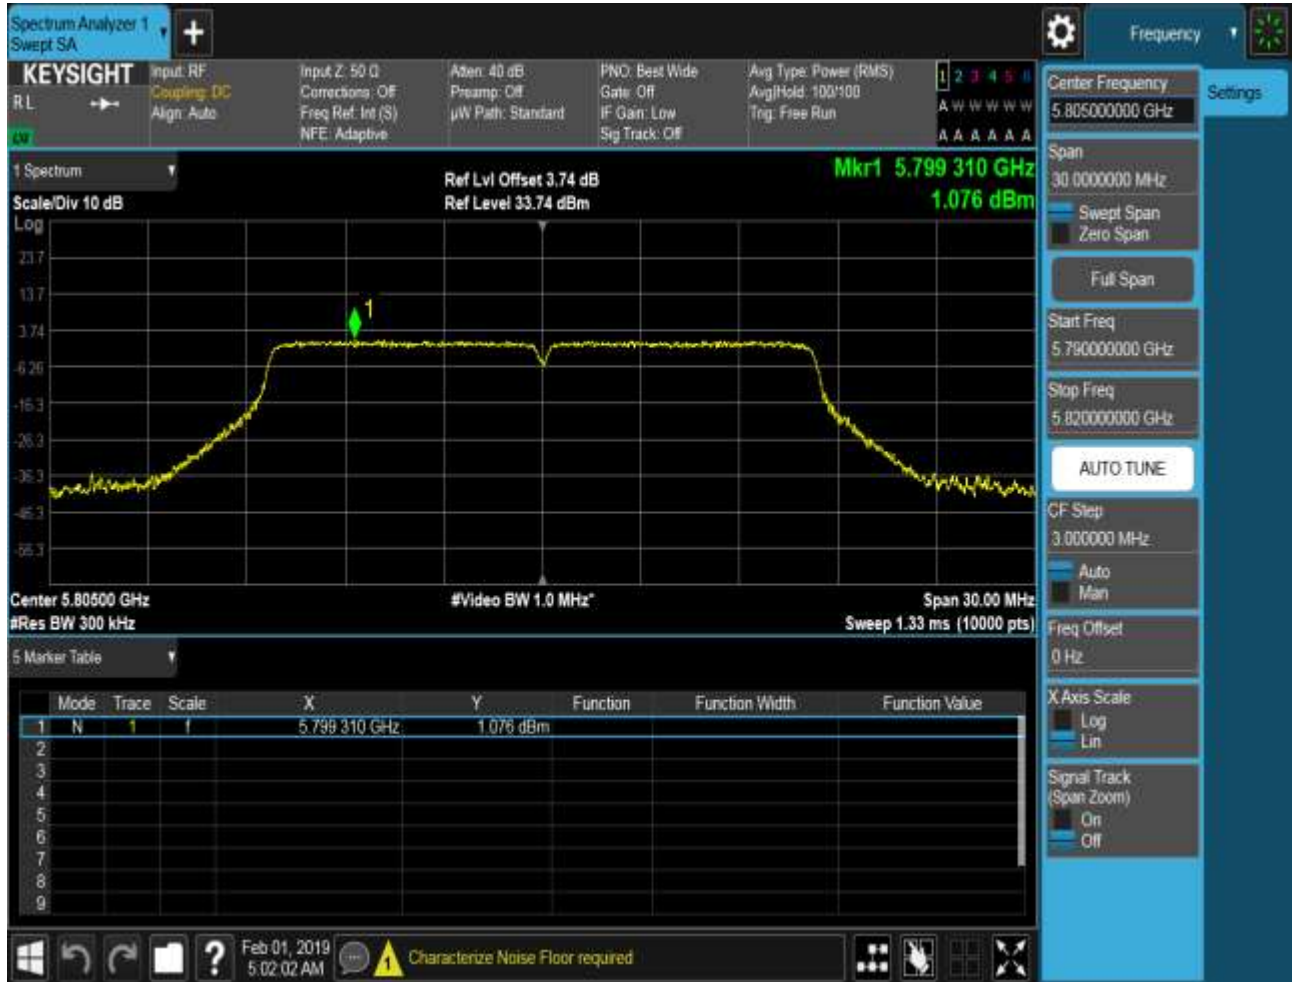 Spectrum Analyzer 1
Swept SA
+
Frequency
KEYSIGHT
RL
Input: RF
Coupling: DC
Align: Auto
Input Z: 50 Ω
Corrections: Off
Freq Ref: Int (S)
NFE: Adaptive
Atten: 40 dB
Preamp: Off
µW Path: Standard
PNO: Best Wide
Gate: Off
IF Gain: Low
Sig Track: Off
Avg Type: Power (RMS)
Avg|Hold: 100/100
Trig: Free Run
1 2 3 4 5 6
A W W W W W
A A A A A A
1 Spectrum
Scale/Div 10 dB
Ref Lvl Offset 3.74 dB
Ref Level 33.74 dBm
Mkr1 5.799 310 GHz
1.076 dBm
Log
23.7
13.7
3.74
-6.26
-16.3
-26.3
-36.3
-46.3
-56.3
1
Center 5.80500 GHz
#Res BW 300 kHz
#Video BW 1.0 MHz*
Span 30.00 MHz
Sweep 1.33 ms (10000 pts)
5 Marker Table
Mode Trace Scale X Y Function Function Width Function Value
1 N 1 f 5.799 310 GHz 1.076 dBm
2
3
4
5
6
7
8
9
Feb 01, 2019
5:02:02 AM
?
1
Characterize Noise Floor required
Settings
Center Frequency
5.805000000 GHz
Span
30.0000000 MHz
Swept Span
Zero Span
Full Span
Start Freq
5.790000000 GHz
Stop Freq
5.820000000 GHz
AUTO TUNE
CF Step
3.000000 MHz
Auto
Man
Freq Offset
0 Hz
X Axis Scale
Log
Lin
Signal Track
(Span Zoom)
On
Off